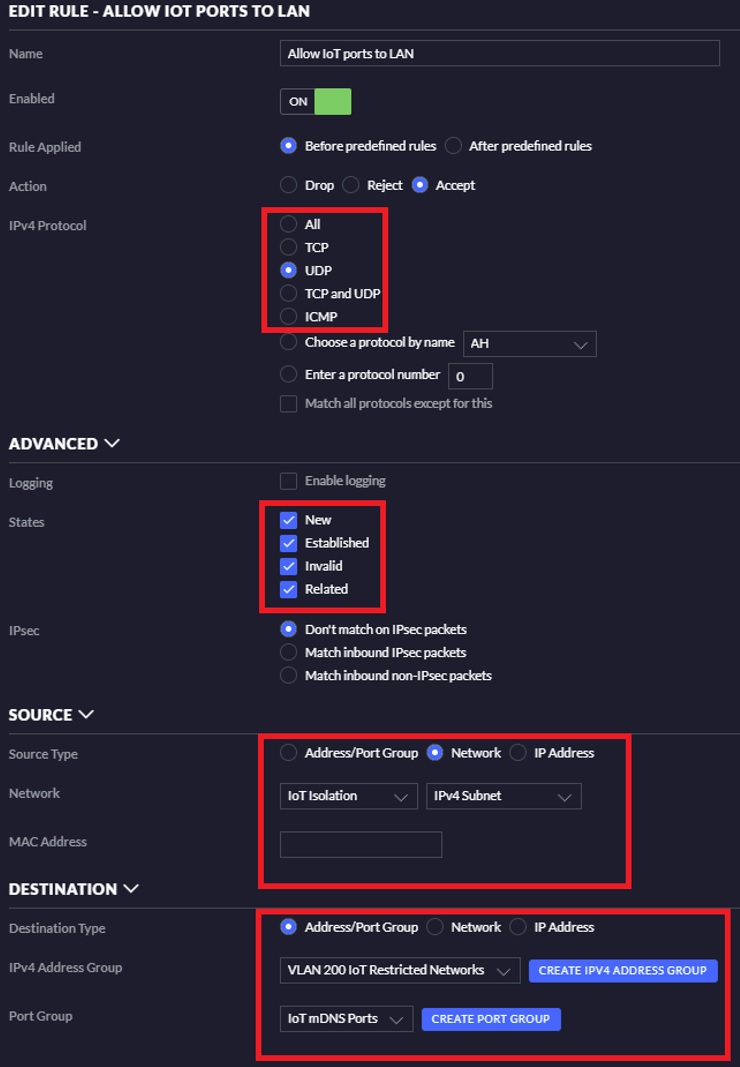 EDIT RULE - ALLOW IOT PORTS TO LAN
Name Allow IoT ports to LAN
Enabled ON
Rule Applied Before predefined rules After predefined rules
Action Drop Reject Accept
IPv4 Protocol All
TCP
UDP
TCP and UDP
ICMP
Choose a protocol by name AH
Enter a protocol number 0
Match all protocols except for this
ADVANCED
Logging Enable logging
States New
Established
Invalid
Related
IPsec Don't match on IPsec packets
Match inbound IPsec packets
Match inbound non-IPsec packets
SOURCE
Source Type Address/Port Group Network IP Address
Network IoT Isolation IPv4 Subnet
MAC Address
DESTINATION
Destination Type Address/Port Group Network IP Address
IPv4 Address Group VLAN 200 IoT Restricted Networks CREATE IPV4 ADDRESS GROUP
Port Group IoT mDNS Ports CREATE PORT GROUP